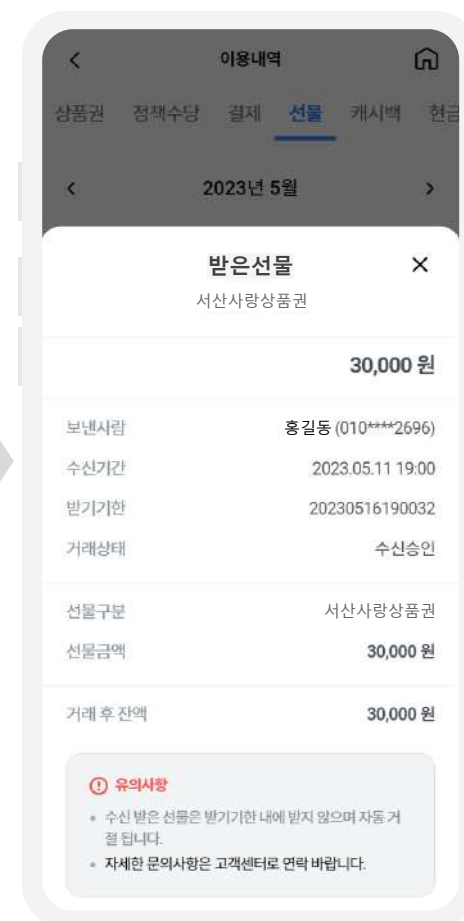 이용내역
상품권 정책수당 결제 선물 캐시백 현금
2023년 5월
받은선물
서산사랑상품권
30,000 원
보낸사람 홍길동 (010****2696)
수신기간 2023.05.11 19:00
받기기한 20230516190032
거래상태 수신승인
선물구분 서산사랑상품권
선물금액 30,000 원
거래 후 잔액 30,000 원
유의사항
• 수신 받은 선물은 받기기한 내에 받지 않으며 자동 거
절 됩니다.
• 자세한 문의사항은 고객센터로 연락 바랍니다.